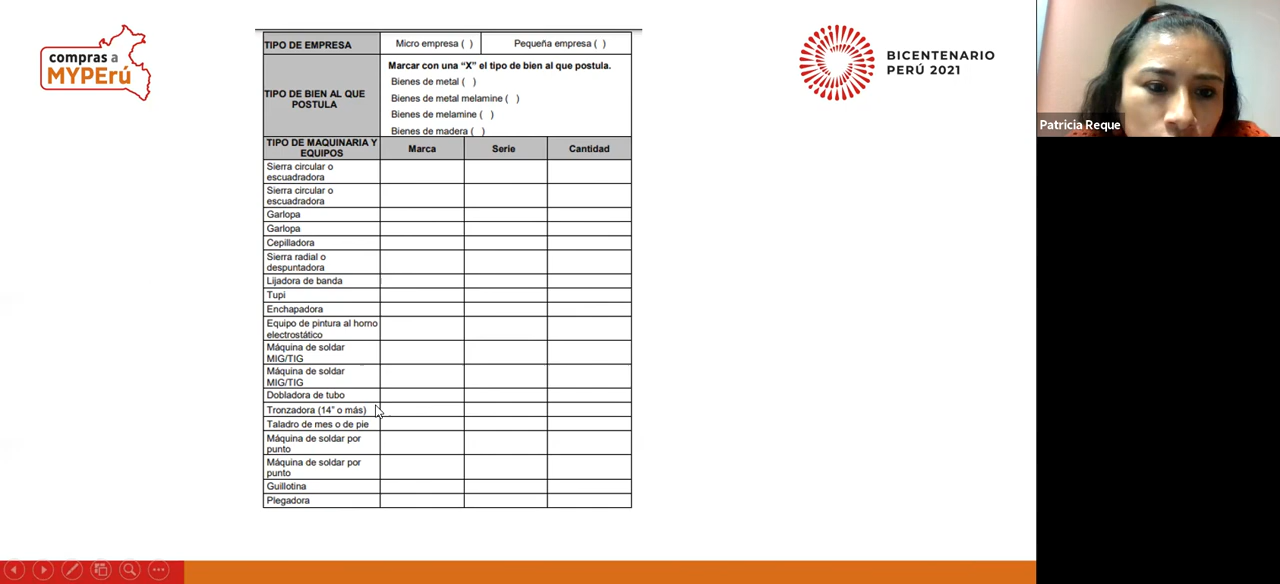 compras a
MYPErú
BICENTENARIO
PERÚ 2021
Patricia Reque
TIPO DE EMPRESA
Micro empresa ( )
Pequeña empresa ( )
TIPO DE BIEN AL QUE
POSTULA
Marcar con una “X” el tipo de bien al que postula.
Bienes de metal ( )
Bienes de metal melamine ( )
Bienes de melamine ( )
Bienes de madera ( )
TIPO DE MAQUINARIA Y
EQUIPOS
Marca
Serie
Cantidad
Sierra circular o
escuadradora
Sierra circular o
escuadradora
Garlopa
Garlopa
Cepilladora
Sierra radial o
despuntadora
Lijadora de banda
Tupi
Enchapadora
Equipo de pintura al horno
electrostático
Máquina de soldar
MIG/TIG
Máquina de soldar
MIG/TIG
Dobladora de tubo
Tronzadora (14” o más)
Taladro de mes o de pie
Máquina de soldar por
punto
Máquina de soldar por
punto
Guillotina
Plegadora